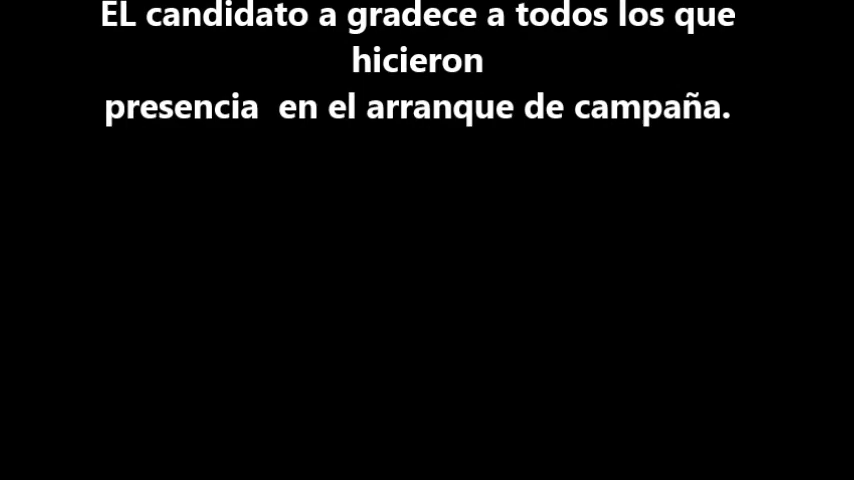 EL candidato a gradece a todos los que
hicieron
presencia  en el arranque de campaña.